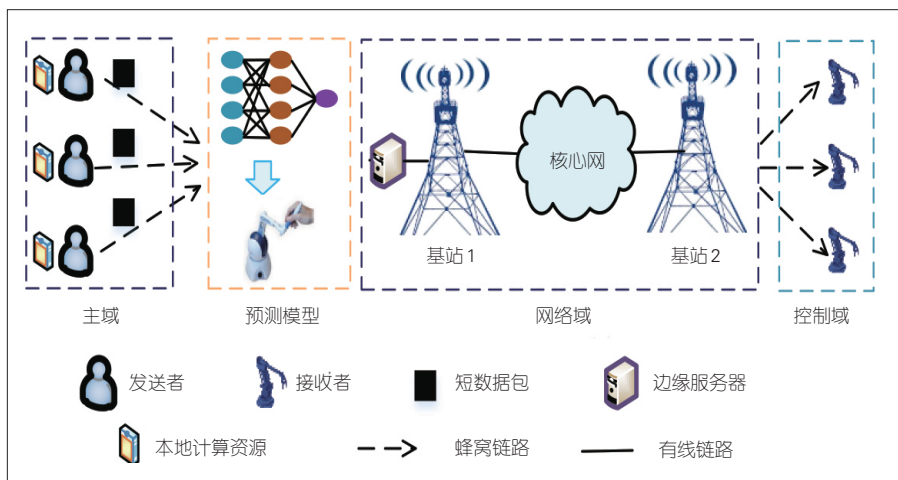 核心网
基站1
基站2
主域
预测模型
网络域
控制域
发送者
接收者
短数据包
边缘服务器
本地计算资源
蜂窝链路
有线链路